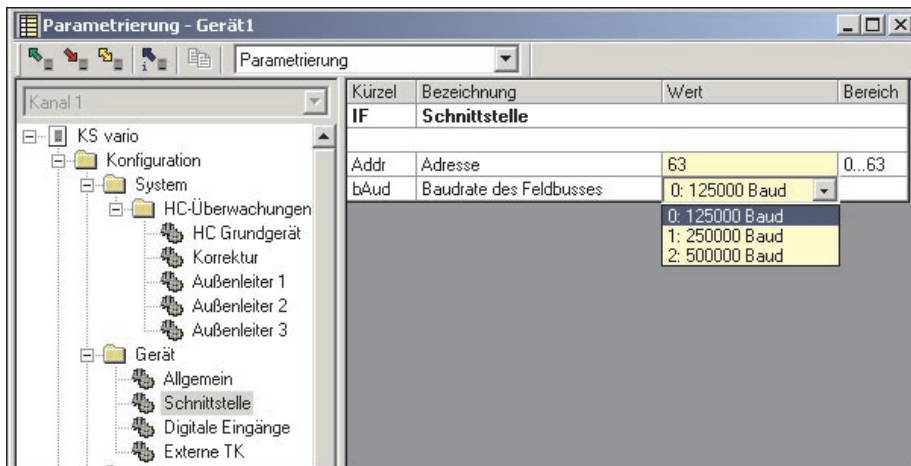 Parametrierung - Gerät1
Parametrierung
Kanal 1
KS vario
Konfiguration
System
HC-Überwachungen
HC Grundgerät
Korrektur
Außenleiter 1
Außenleiter 2
Außenleiter 3
Gerät
Allgemein
Schnittstelle
Digitale Eingänge
Externe TK
Kürzel Bezeichnung Wert Bereich
IF Schnittstelle
Addr Adresse 63 0...63
bAud Baudrate des Feldbusses 0: 125000 Baud
0: 125000 Baud
1: 250000 Baud
2: 500000 Baud